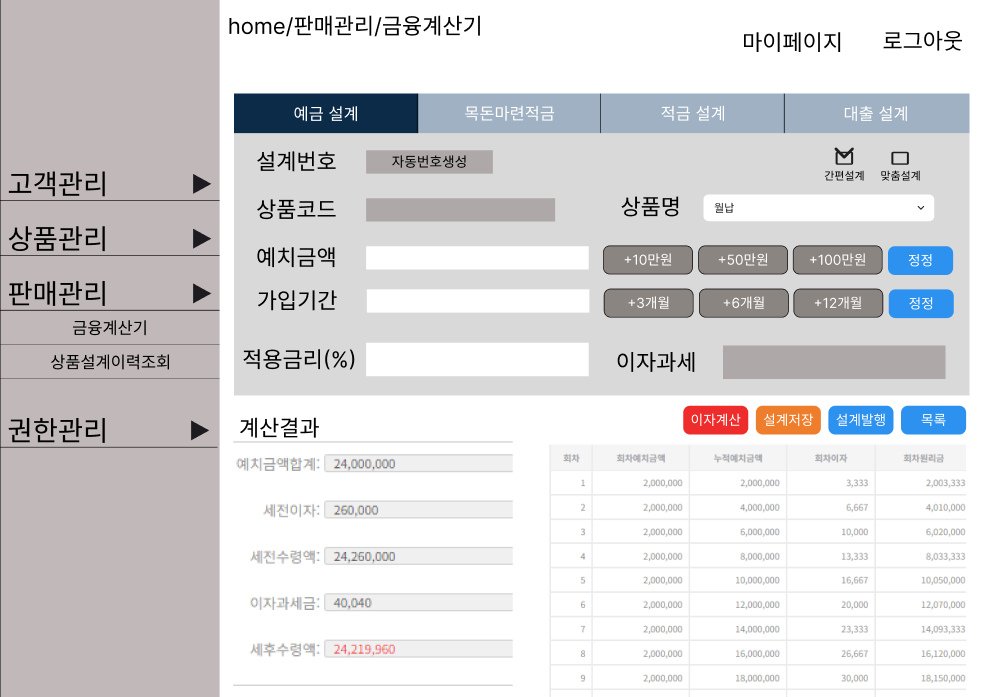 home/판매관리/금융계산기
마이페이지 로그아웃
고객관리 ▶
상품관리 ▶
판매관리 ▶
금융계산기
상품설계이력조회
권한관리 ▶
예금 설계 목돈마련적금 적금 설계 대출 설계
설계번호 자동번호생성 간편설계 맞춤설계
상품코드 상품명 월납
예치금액 +10만원 +50만원 +100만원 정정
가입기간 +3개월 +6개월 +12개월 정정
적용금리(%) 이자과세
이자계산 설계저장 설계발행 목록
계산결과
예치금액합계: 24,000,000
세전이자: 260,000
세전수령액: 24,260,000
이자과세금: 40,040
세후수령액: 24,219,960
회차 회차예치금액 누적예치금액 회차이자 회차원리금
1 2,000,000 2,000,000 3,333 2,003,333
2 2,000,000 4,000,000 6,667 4,010,000
3 2,000,000 6,000,000 10,000 6,020,000
4 2,000,000 8,000,000 13,333 8,033,333
5 2,000,000 10,000,000 16,667 10,050,000
6 2,000,000 12,000,000 20,000 12,070,000
7 2,000,000 14,000,000 23,333 14,093,333
8 2,000,000 16,000,000 26,667 16,120,000
9 2,000,000 18,000,000 30,000 18,150,000